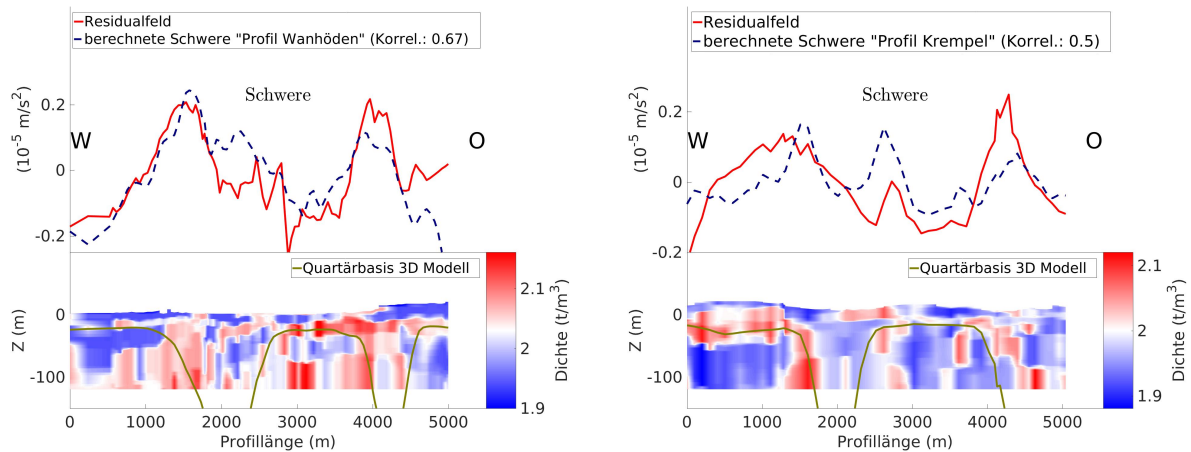 Residualfeld
berechnete Schwere "Profil Wanhöden" (Korrel.: 0.67)
Schwere
(10⁻⁵ m/s²)
0.2
0
-0.2
W
O
Quartärbasis 3D Modell
Z (m)
0
-100
0 1000 2000 3000 4000 5000
Profillänge (m)
2.1
2
1.9
Dichte (t/m³)
Residualfeld
berechnete Schwere "Profil Krempel" (Korrel.: 0.5)
Schwere
(10⁻⁵ m/s²)
0.2
0
-0.2
W
O
Quartärbasis 3D Modell
Z (m)
0
-100
0 1000 2000 3000 4000 5000
Profillänge (m)
2.1
2
1.9
Dichte (t/m³)